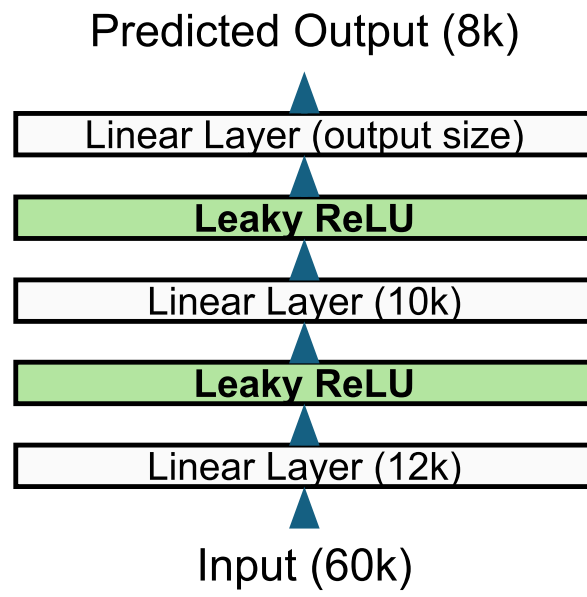 Predicted Output (8k)
Linear Layer (output size)
Leaky ReLU
Linear Layer (10k)
Leaky ReLU
Linear Layer (12k)
Input (60k)